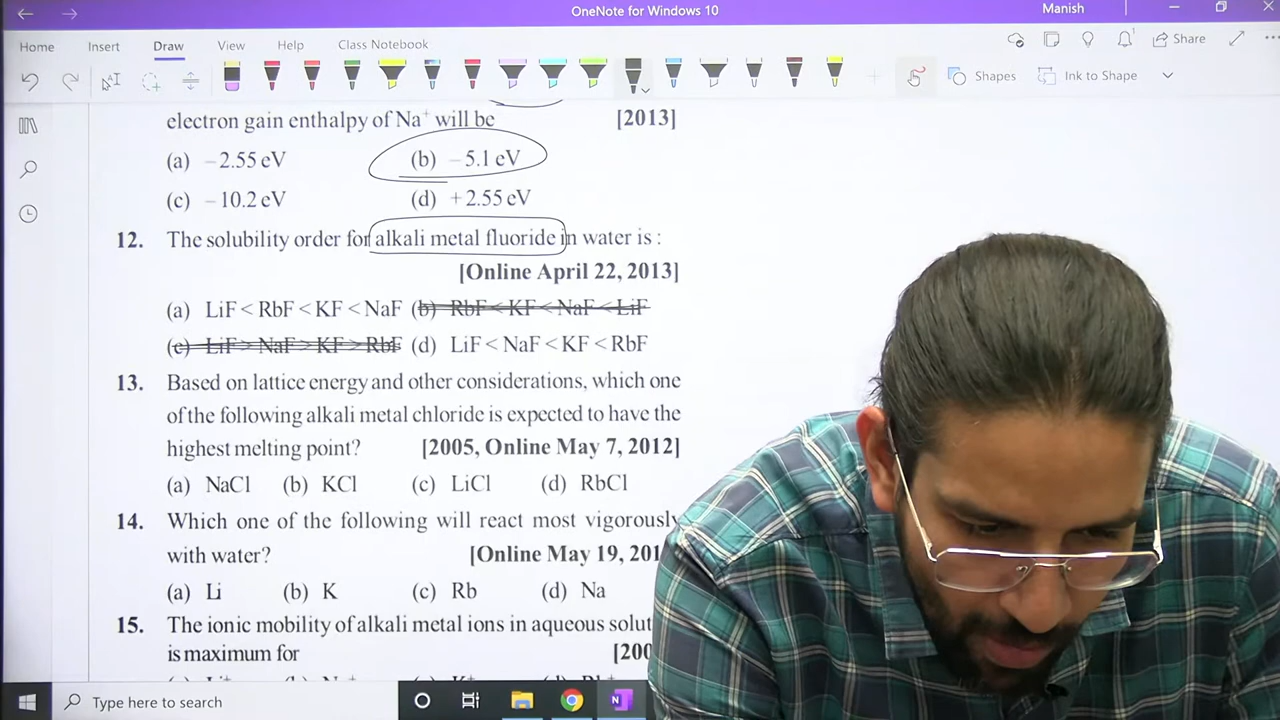 OneNote for Windows 10
Manish
Home Insert Draw View Help Class Notebook
Share
Shapes
Ink to Shape
electron gain enthalpy of Na⁺ will be [2013]
(a) –2.55 eV (b) –5.1 eV
(c) –10.2 eV (d) +2.55 eV
12. The solubility order for alkali metal fluoride in water is :
[Online April 22, 2013]
(a) LiF < RbF < KF < NaF (b) RbF < KF < NaF < LiF
(c) LiF > NaF > KF > RbF (d) LiF < NaF < KF < RbF
13. Based on lattice energy and other considerations, which one
of the following alkali metal chloride is expected to have the
highest melting point? [2005, Online May 7, 2012]
(a) NaCl (b) KCl (c) LiCl (d) RbCl
14. Which one of the following will react most vigorously
with water? [Online May 19, 201
(a) Li (b) K (c) Rb (d) Na
15. The ionic mobility of alkali metal ions in aqueous solut
is maximum for [200
Type here to search